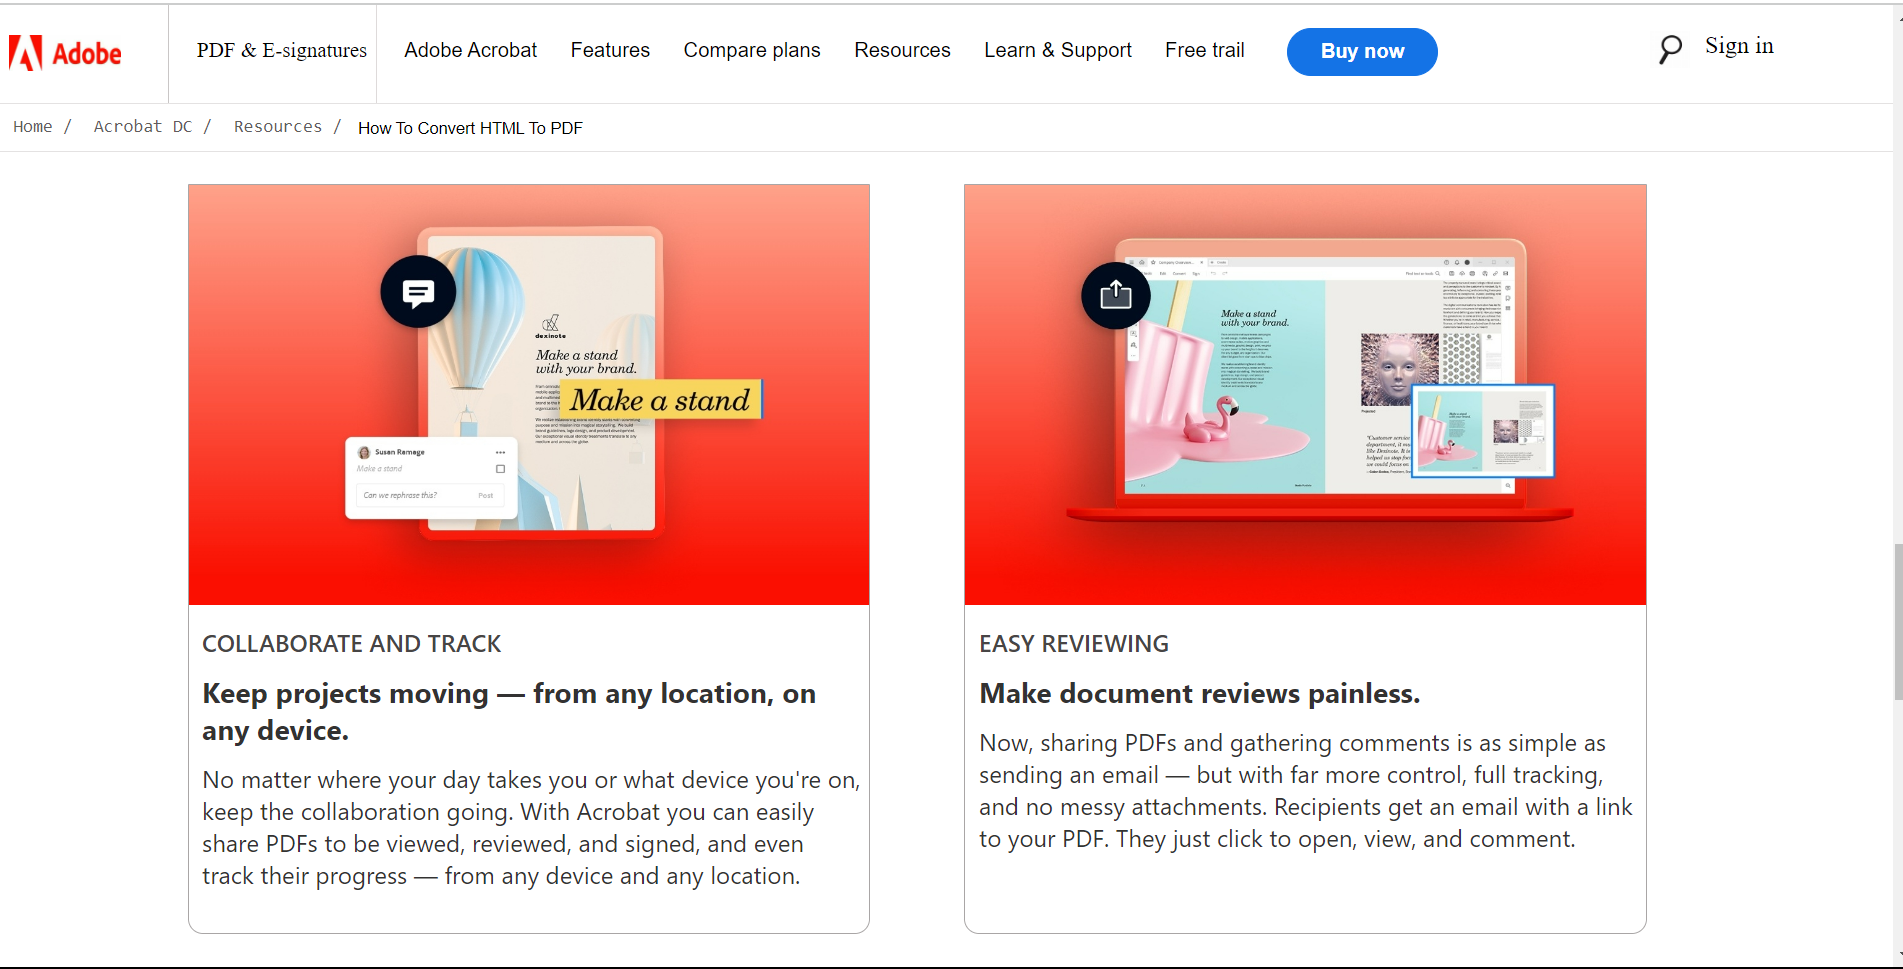 Adobe
PDF & E-signatures
Adobe Acrobat
Features
Compare plans
Resources
Learn & Support
Free trail
Buy now
Sign in
Home / Acrobat DC / Resources / How To Convert HTML To PDF
dexinote
Make a stand
with your brand.
Make a stand
Susan Ramage
Make a stand
Can we rephrase this? Post
COLLABORATE AND TRACK
Keep projects moving — from any location, on
any device.
No matter where your day takes you or what device you're on,
keep the collaboration going. With Acrobat you can easily
share PDFs to be viewed, reviewed, and signed, and even
track their progress — from any device and any location.
Make a stand
with your brand.
EASY REVIEWING
Make document reviews painless.
Now, sharing PDFs and gathering comments is as simple as
sending an email — but with far more control, full tracking,
and no messy attachments. Recipients get an email with a link
to your PDF. They just click to open, view, and comment.